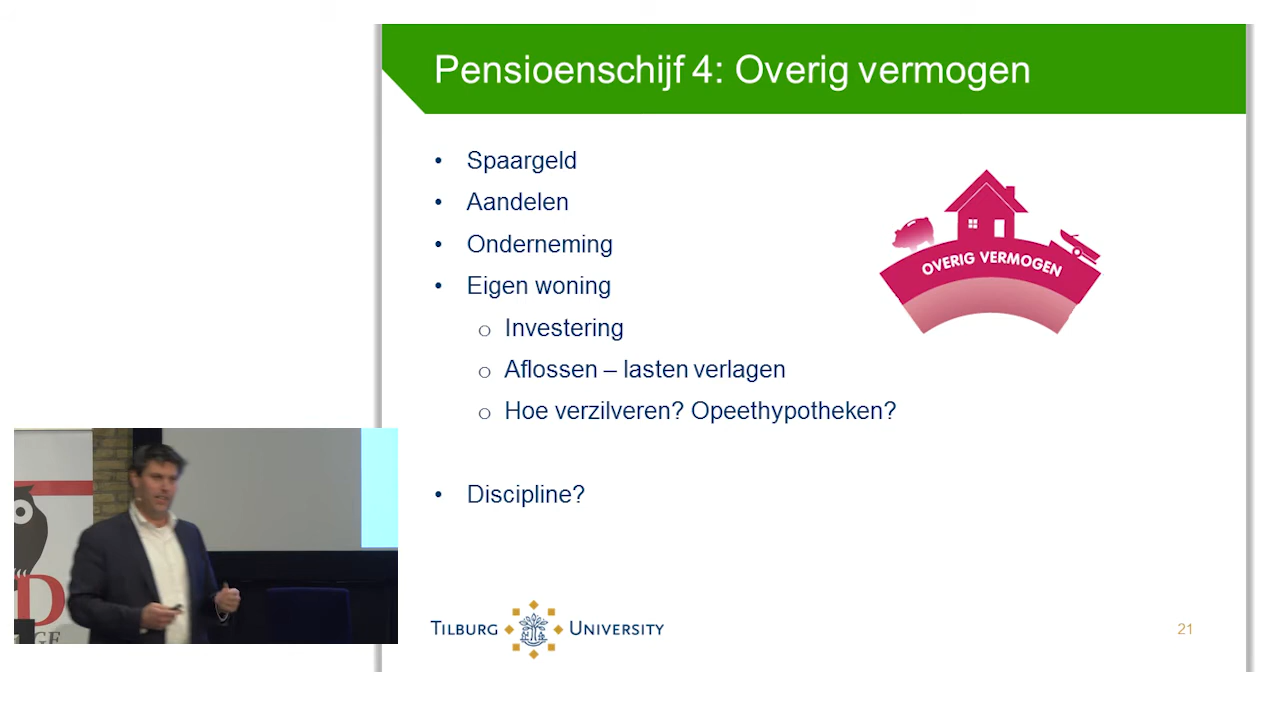 Pensioenschijf 4: Overig vermogen
• Spaargeld
• Aandelen
• Onderneming
• Eigen woning
o Investering
o Aflossen – lasten verlagen
o Hoe verzilveren? Opeethypotheken?
• Discipline?
OVERIG VERMOGEN
TILBURG UNIVERSITY
21
D